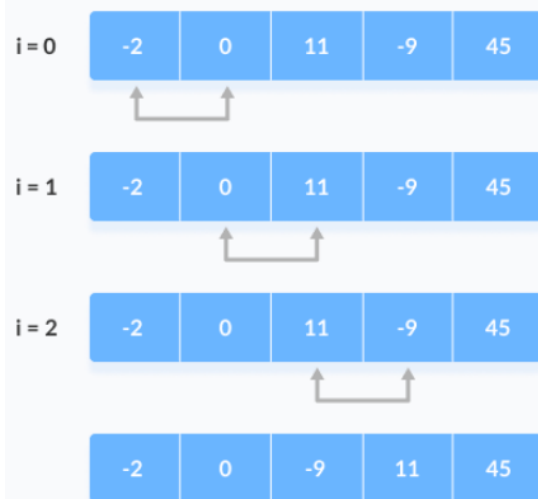 i = 0 -2 0 11 -9 45
i = 1 -2 0 11 -9 45
i = 2 -2 0 11 -9 45
-2 0 -9 11 45